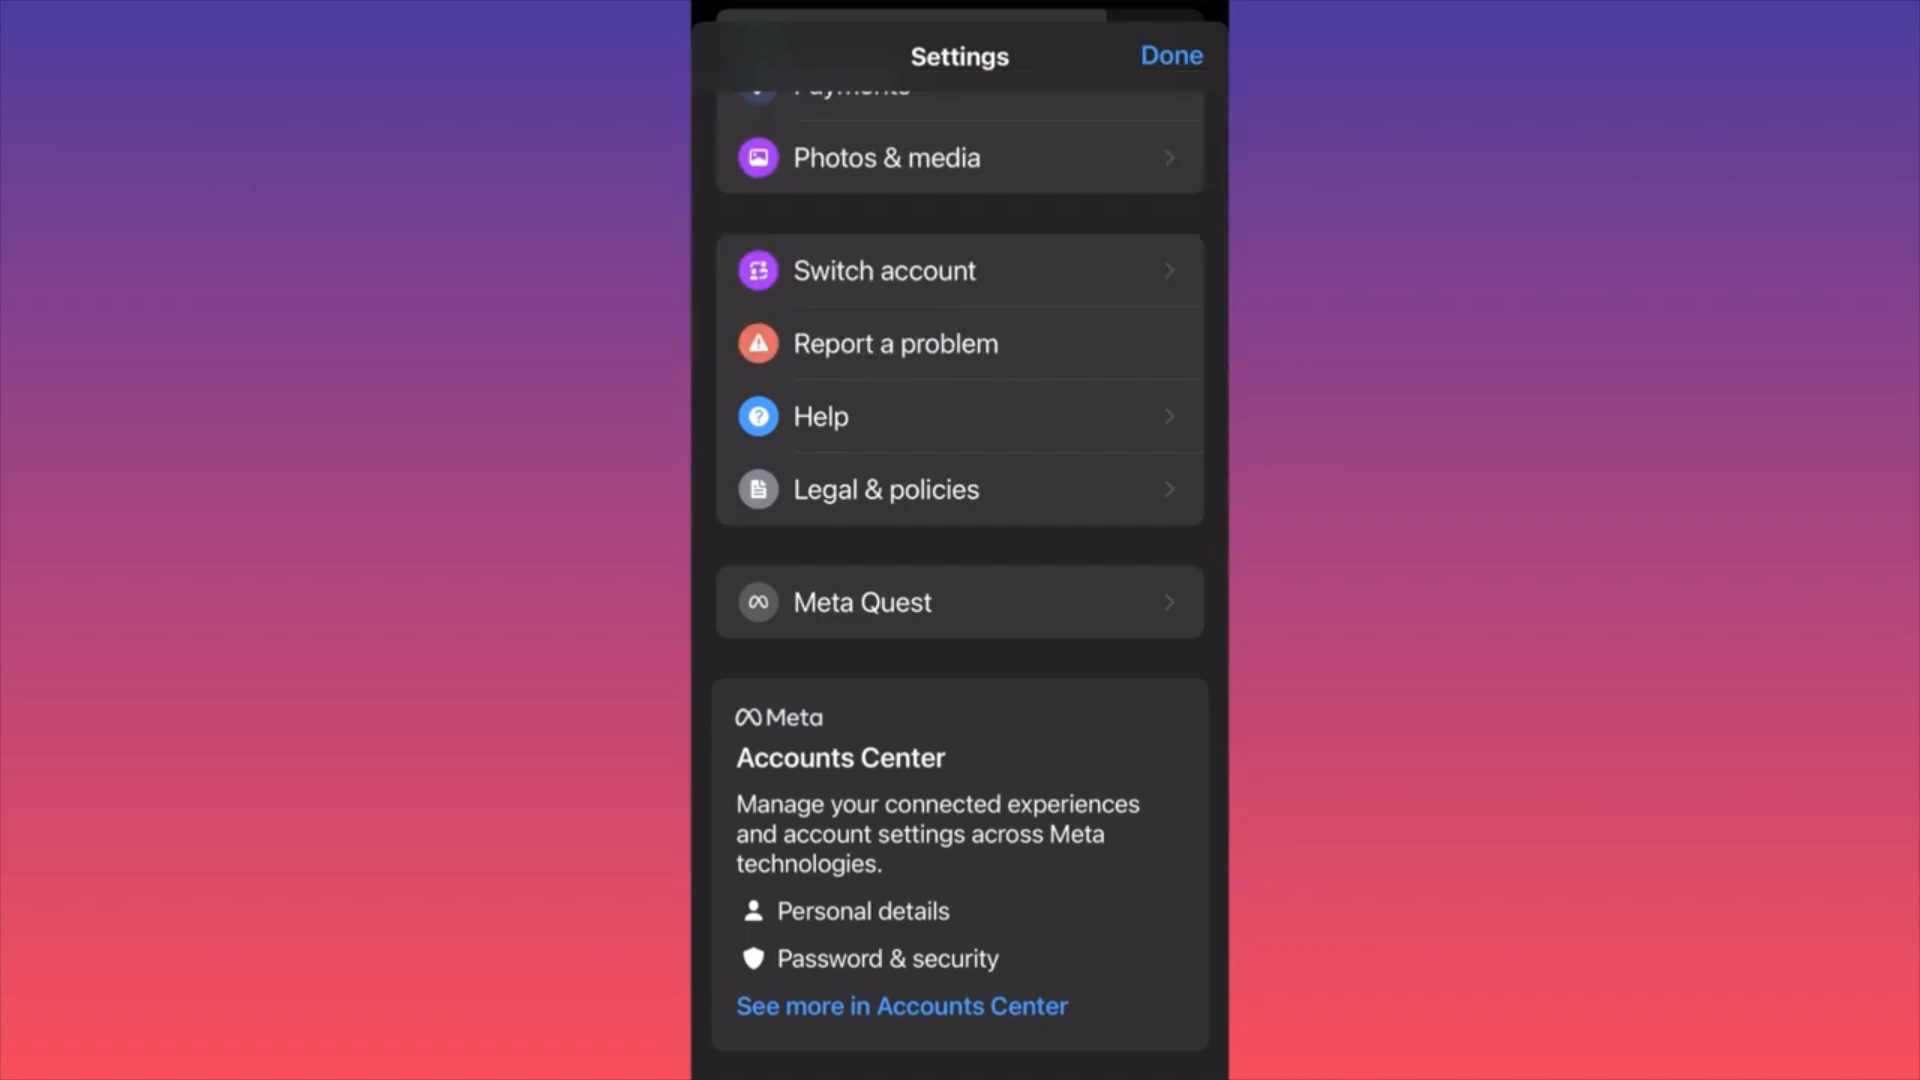 Settings
Done
Payments
Photos & media
Switch account
Report a problem
Help
Legal & policies
Meta Quest
Meta
Accounts Center
Manage your connected experiences
and account settings across Meta
technologies.
Personal details
Password & security
See more in Accounts Center